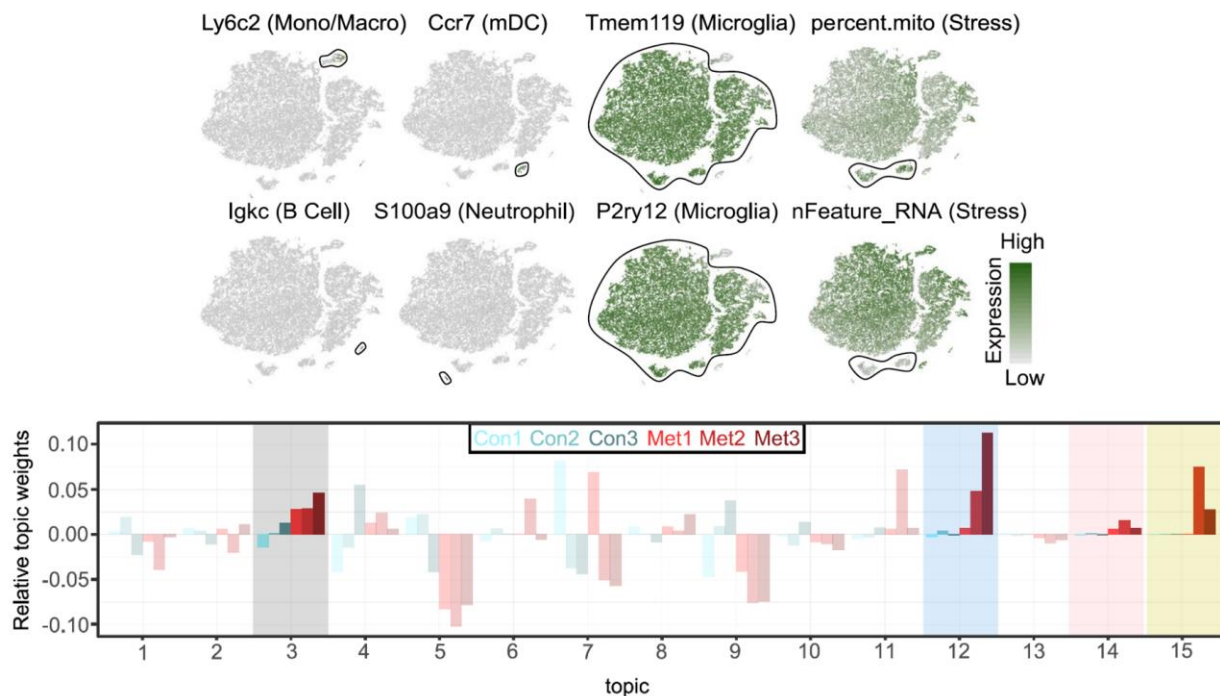 Ly6c2 (Mono/Macro) Ccr7 (mDC) Tmem119 (Microglia) percent.mito (Stress)
Igkc (B Cell) S100a9 (Neutrophil) P2ry12 (Microglia) nFeature_RNA (Stress)
High
Expression
Low
Con1 Con2 Con3 Met1 Met2 Met3
Relative topic weights
0.10
0.05
0.00
-0.05
-0.10
1 2 3 4 5 6 7 8 9 10 11 12 13 14 15
topic